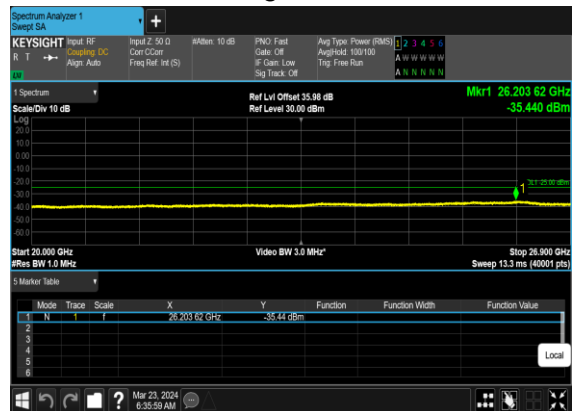 Spectrum Analyzer 1
Swept SA
+
KEYSIGHT Input: RF Input Z: 50 Ω #Atten: 10 dB PNO: Fast Avg Type: Power (RMS) 1 2 3 4 5 6
R T Coupling: DC Corr CCorr Gate: Off Avg|Hold: 100/100 A W W W W W
Align: Auto Freq Ref: Int (S) IF Gain: Low Trig: Free Run
Sig Track: Off A N N N N N
1 Spectrum Ref Lvl Offset 35.98 dB Mkr1 26.203 62 GHz
Scale/Div 10 dB Ref Level 30.00 dBm -35.440 dBm
Log
20.0
10.0
0.00
-10.0
-20.0
-30.0
-40.0
-50.0
-60.0
1
Start 20.000 GHz Video BW 3.0 MHz* Stop 26.900 GHz
#Res BW 1.0 MHz Sweep 13.3 ms (40001 pts)
5 Marker Table
Mode Trace Scale X Y Function Function Width Function Value
1 N 1 f 26.203 62 GHz -35.44 dBm
2
3
4
5
6
Local
? Mar 23, 2024
6:35:59 AM